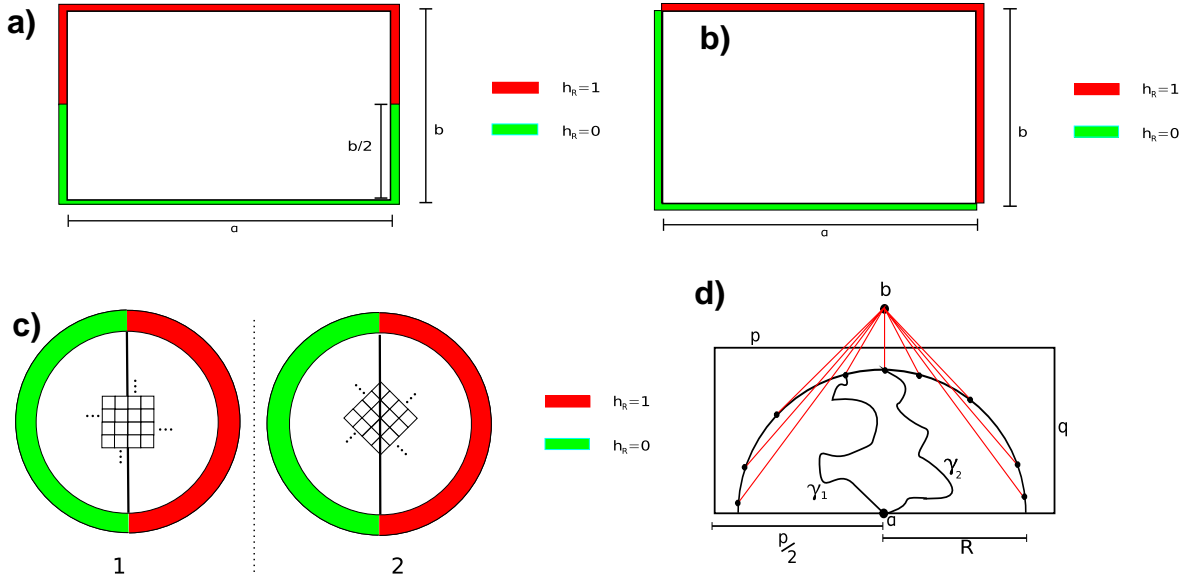 a)
b
b/2
a
h_R=1
h_R=0
b)
b
a
h_R=1
h_R=0
c)
1
2
h_R=1
h_R=0
d)
b
p
q
γ₁
γ₂
a
p/2
R